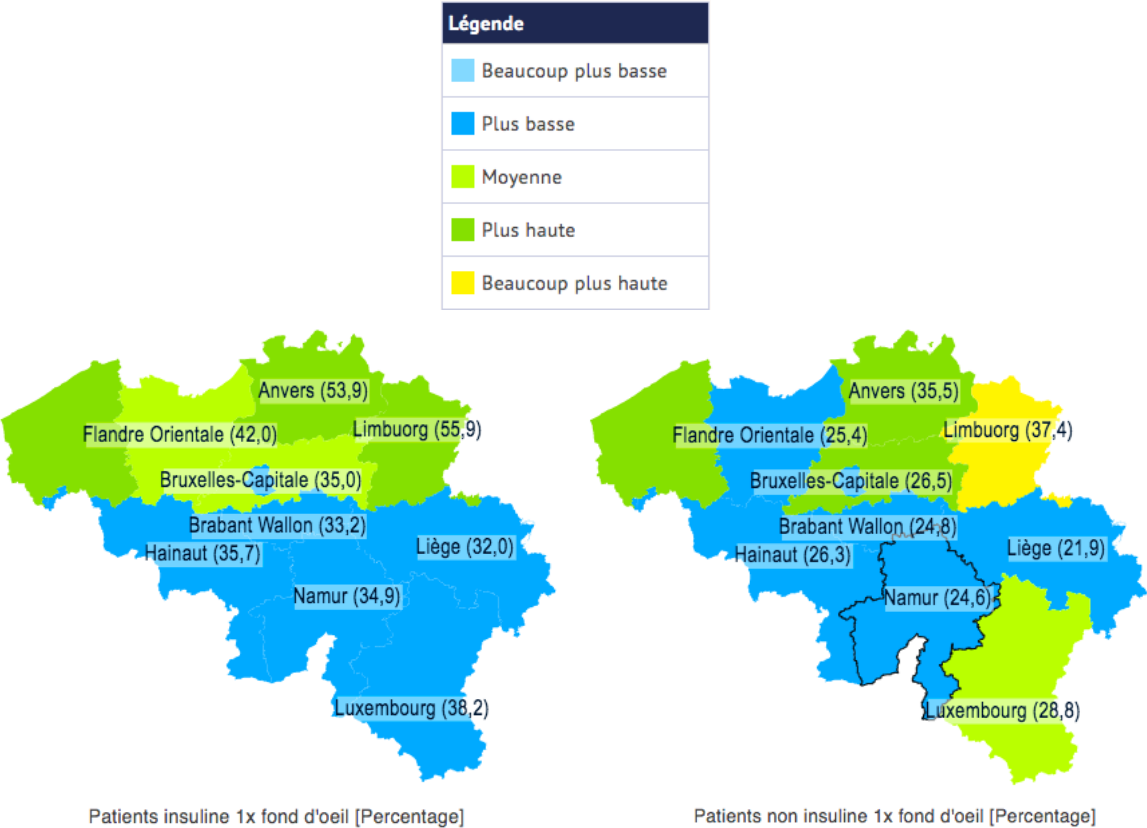 Légende
Beaucoup plus basse
Plus basse
Moyenne
Plus haute
Beaucoup plus haute
Anvers (53,9)
Flandre Orientale (42,0)
Limbuorg (55,9)
Bruxelles-Capitale (35,0)
Brabant Wallon (33,2)
Hainaut (35,7)
Liège (32,0)
Namur (34,9)
Luxembourg (38,2)
Patients insuline 1x fond d'oeil [Percentage]
Anvers (35,5)
Flandre Orientale (25,4)
Limbuorg (37,4)
Bruxelles-Capitale (26,5)
Brabant Wallon (24,8)
Hainaut (26,3)
Liège (21,9)
Namur (24,6)
Luxembourg (28,8)
Patients non insuline 1x fond d'oeil [Percentage]